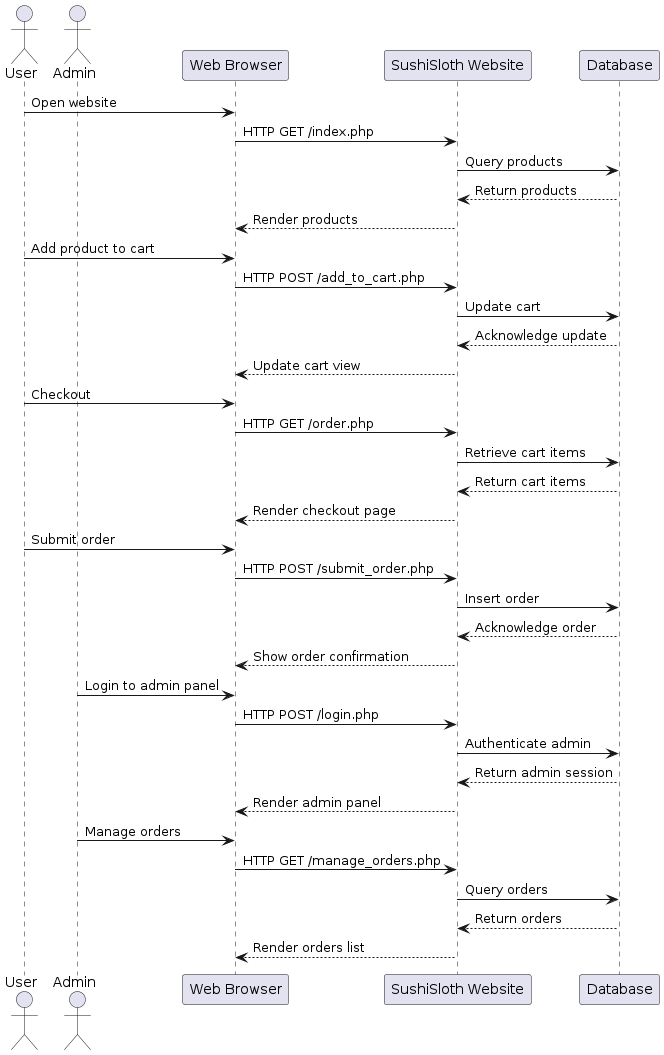 User
Admin
Web Browser
SushiSloth Website
Database
Open website
HTTP GET /index.php
Query products
Return products
Render products
Add product to cart
HTTP POST /add_to_cart.php
Update cart
Acknowledge update
Update cart view
Checkout
HTTP GET /order.php
Retrieve cart items
Return cart items
Render checkout page
Submit order
HTTP POST /submit_order.php
Insert order
Acknowledge order
Show order confirmation
Login to admin panel
HTTP POST /login.php
Authenticate admin
Return admin session
Render admin panel
Manage orders
HTTP GET /manage_orders.php
Query orders
Return orders
Render orders list
User
Admin
Web Browser
SushiSloth Website
Database